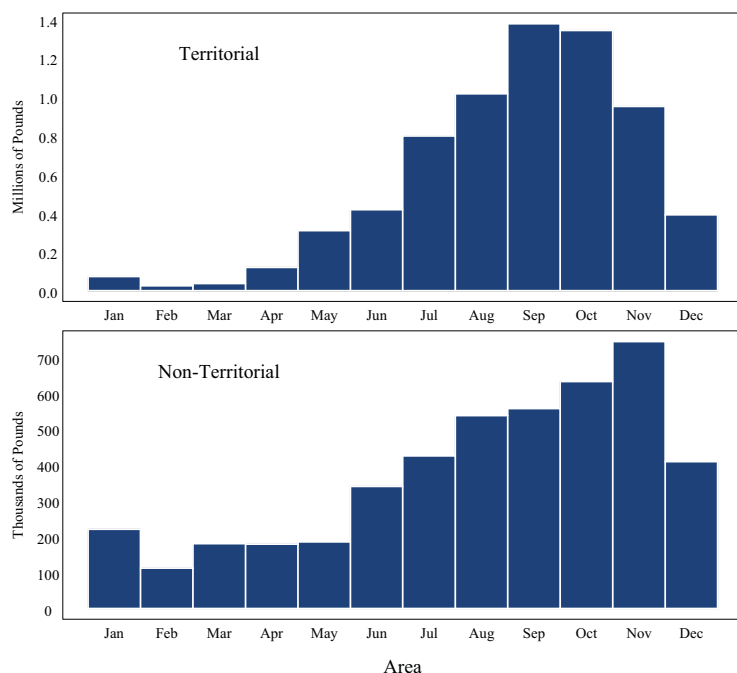 Territorial
Millions of Pounds
1.4
1.2
1.0
0.8
0.6
0.4
0.2
0.0
Jan Feb Mar Apr May Jun Jul Aug Sep Oct Nov Dec
Non-Territorial
Thousands of Pounds
700
600
500
400
300
200
100
0
Jan Feb Mar Apr May Jun Jul Aug Sep Oct Nov Dec
Area